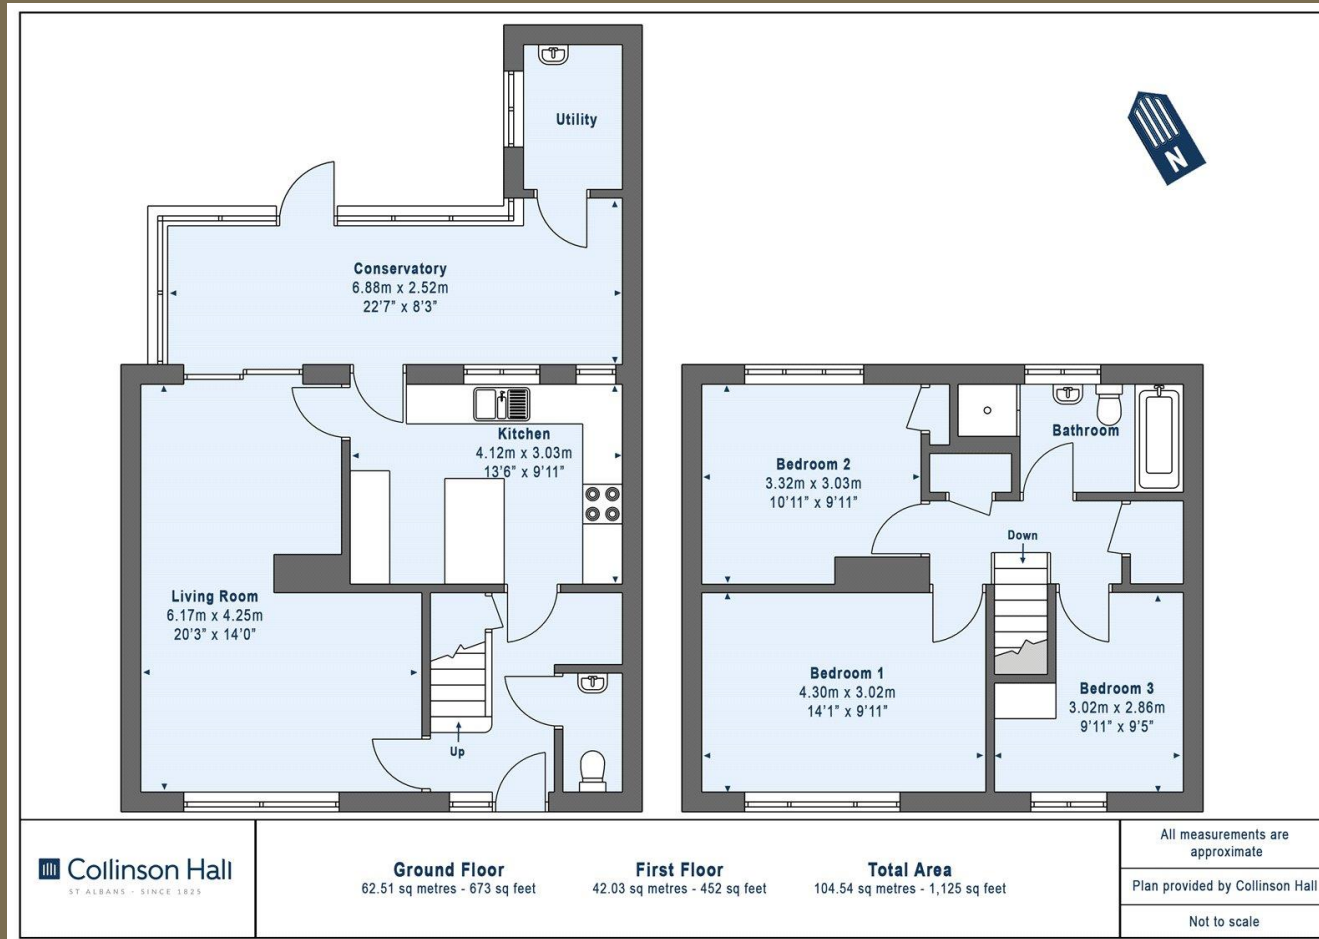 Utility
N
Conservatory
6.88m x 2.52m
22'7" x 8'3"
Kitchen
4.12m x 3.03m
13'6" x 9'11"
Living Room
6.17m x 4.25m
20'3" x 14'0"
Up
Bathroom
Bedroom 2
3.32m x 3.03m
10'11" x 9'11"
Down
Bedroom 1
4.30m x 3.02m
14'1" x 9'11"
Bedroom 3
3.02m x 2.86m
9'11" x 9'5"
Collinson Hall
ST ALBANS - SINCE 1825
Ground Floor
62.51 sq metres - 673 sq feet
First Floor
42.03 sq metres - 452 sq feet
Total Area
104.54 sq metres - 1,125 sq feet
All measurements are
approximate
Plan provided by Collinson Hall
Not to scale